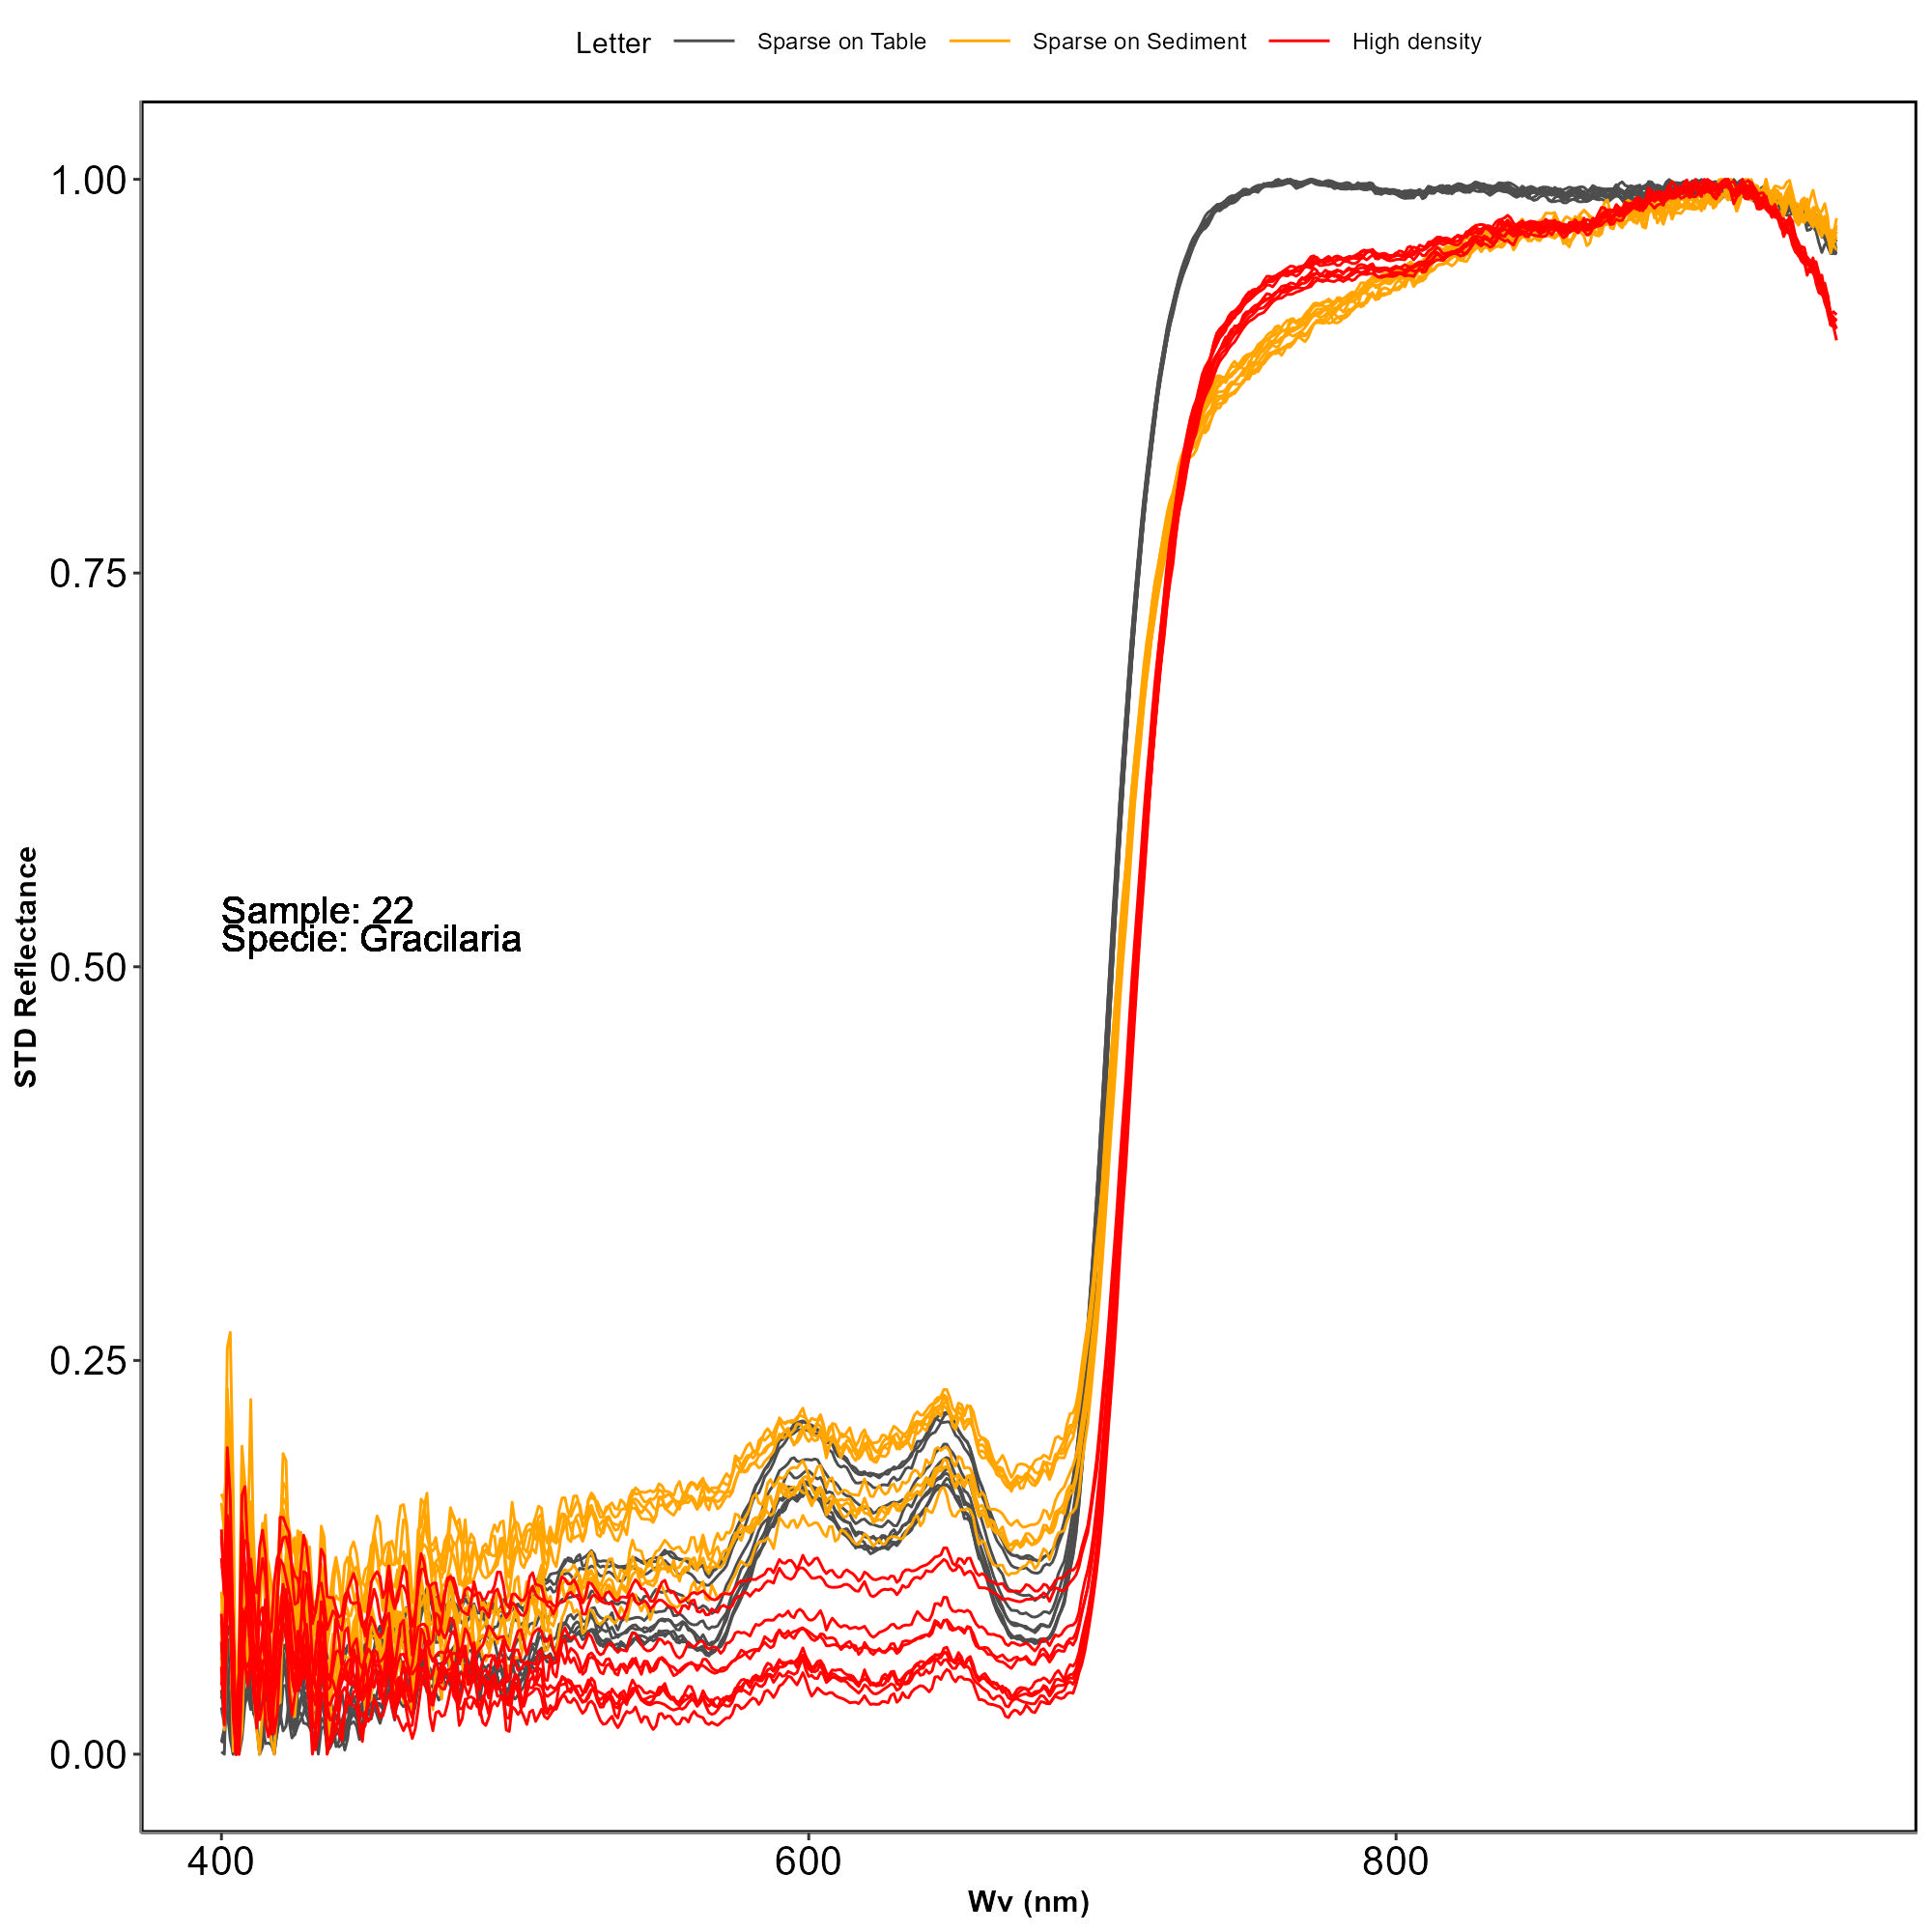 Letter Sparse on Table Sparse on Sediment High density
1.00
0.75
Sample: 22
Specie: Gracilaria
0.50
STD Reflectance
0.25
0.00
400 600 800
Wv (nm)